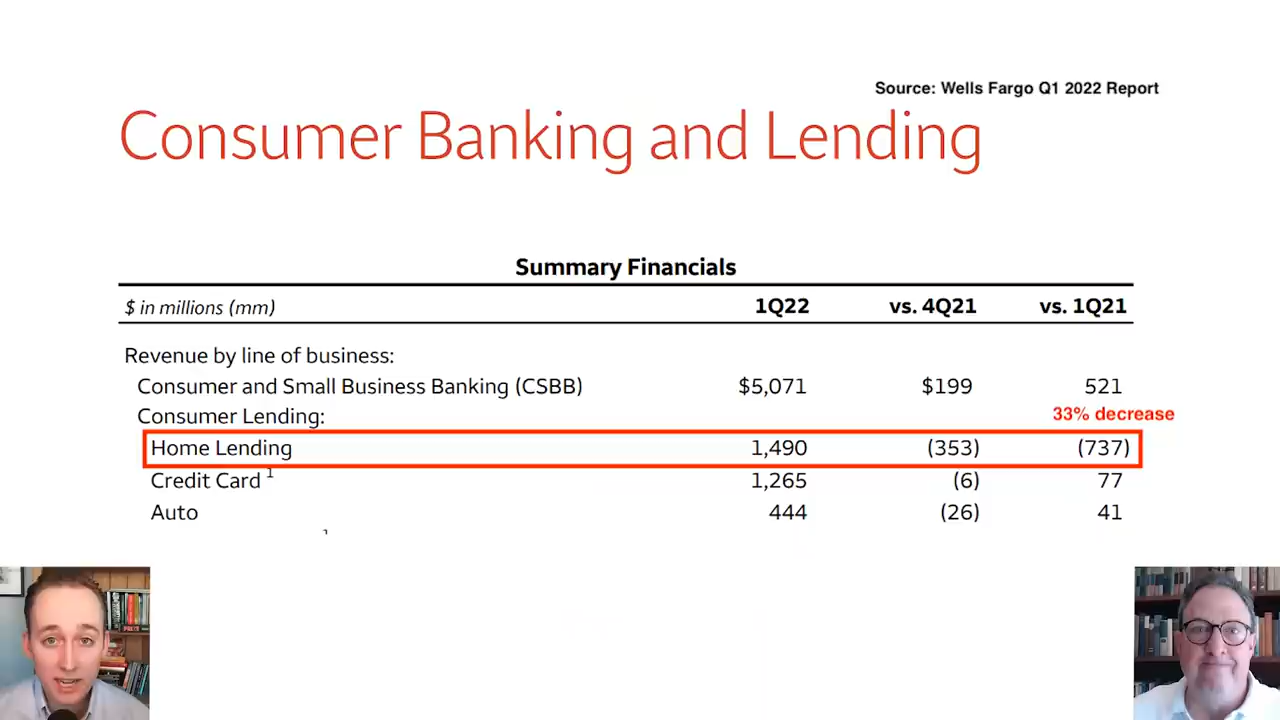 Source: Wells Fargo Q1 2022 Report
Consumer Banking and Lending
Summary Financials
$ in millions (mm) 1Q22 vs. 4Q21 vs. 1Q21
Revenue by line of business:
Consumer and Small Business Banking (CSBB) $5,071 $199 521
Consumer Lending: 33% decrease
Home Lending 1,490 (353) (737)
Credit Card ¹ 1,265 (6) 77
Auto 444 (26) 41